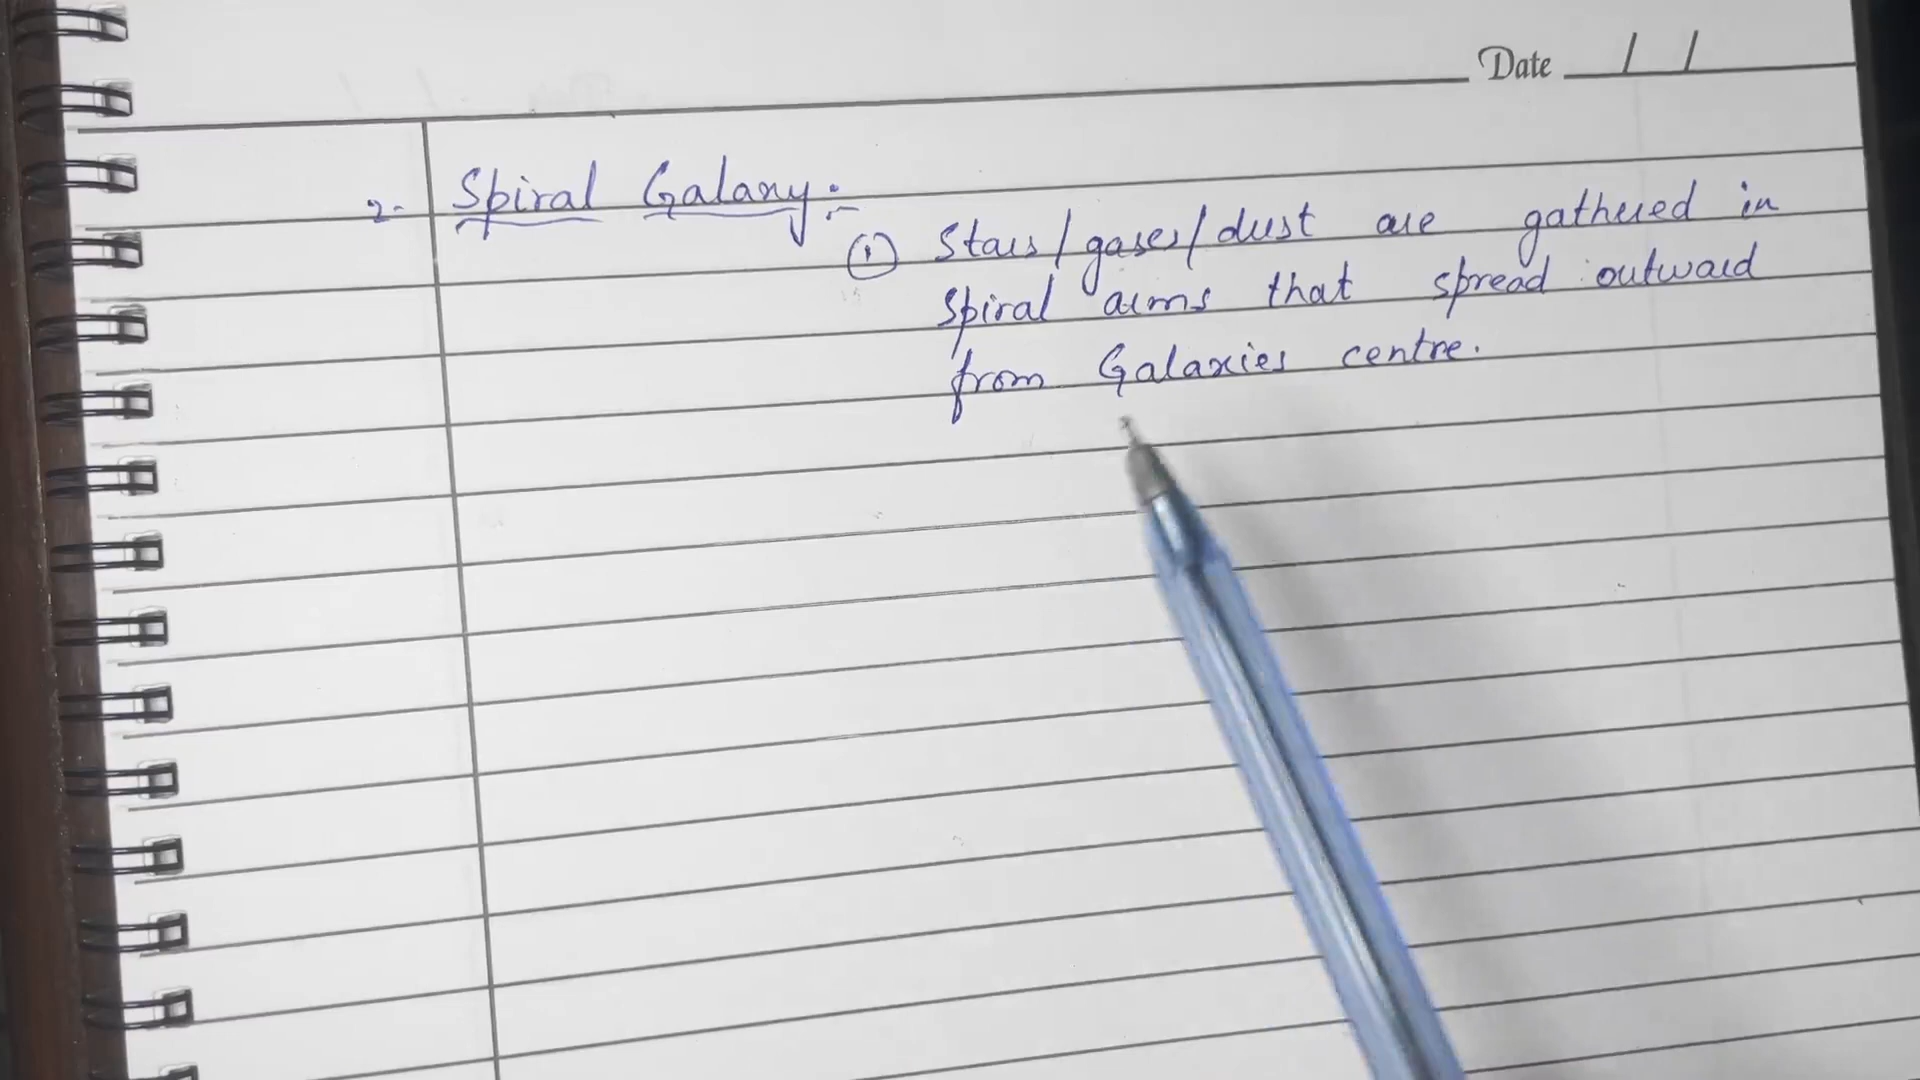 Date / /
2- Spiral Galaxy:-
① Stars/gases/dust are gathered in
Spiral arms that spread outward
from Galaxies centre.